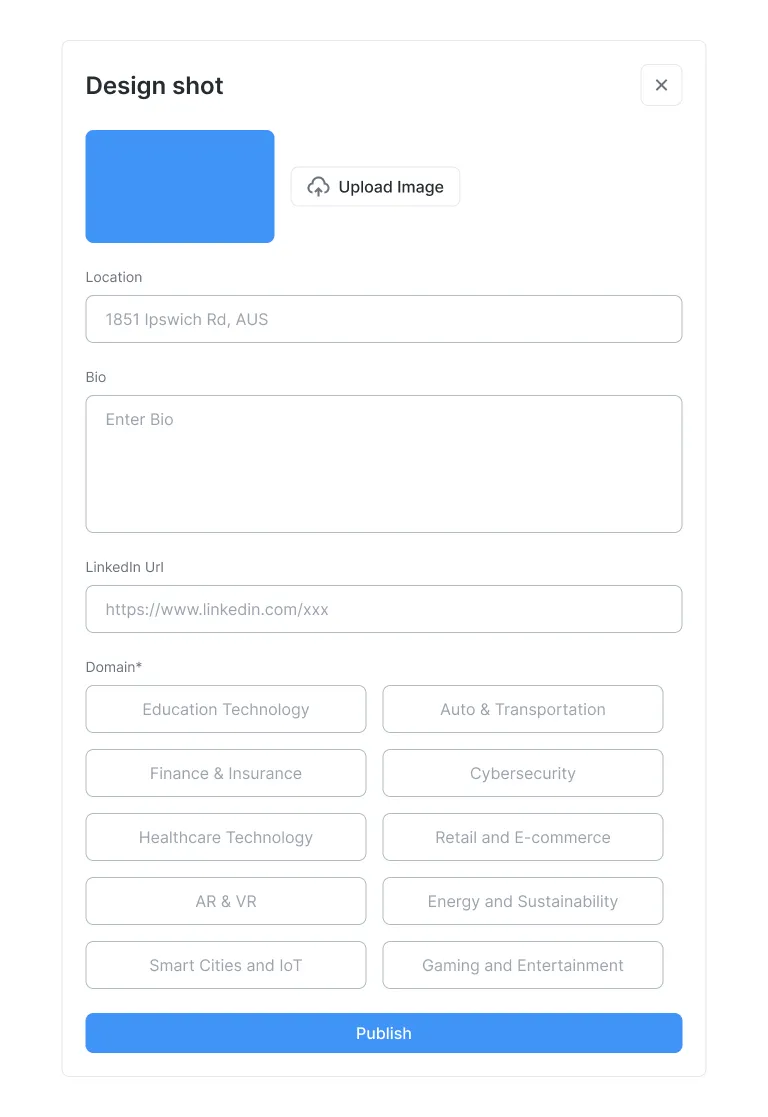 Design shot
Upload Image
Location
1851 Ipswich Rd, AUS
Bio
Enter Bio
LinkedIn Url
https://www.linkedin.com/xxx
Domain*
Education Technology
Auto & Transportation
Finance & Insurance
Cybersecurity
Healthcare Technology
Retail and E-commerce
AR & VR
Energy and Sustainability
Smart Cities and IoT
Gaming and Entertainment
Publish